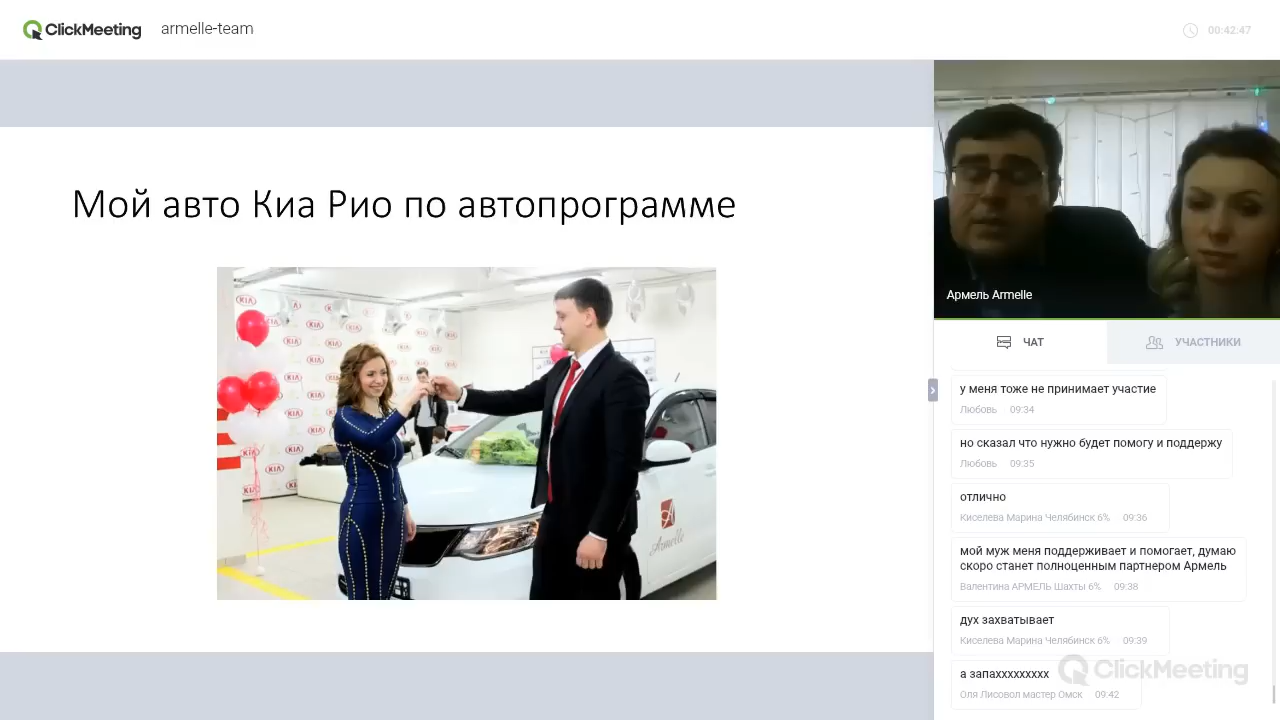 ClickMeeting
armelle-team
00:42:47
Мой авто Киа Рио по автопрограмме
KIA
Armelle
Армель Armelle
ЧАТ
УЧАСТНИКИ
у меня тоже не принимает участие
Любовь 09:34
но сказал что нужно будет помогу и поддержу
Любовь 09:35
отлично
Киселева Марина Челябинск 6% 09:36
мой муж меня поддерживает и помогает, думаю
скоро станет полноценным партнером Армель
Валентина АРМЕЛЬ Шахты 6% 09:38
дух захватывает
Киселева Марина Челябинск 6% 09:39
а запаххххххххх
Оля Лисовол мастер Омск 09:42
ClickMeeting